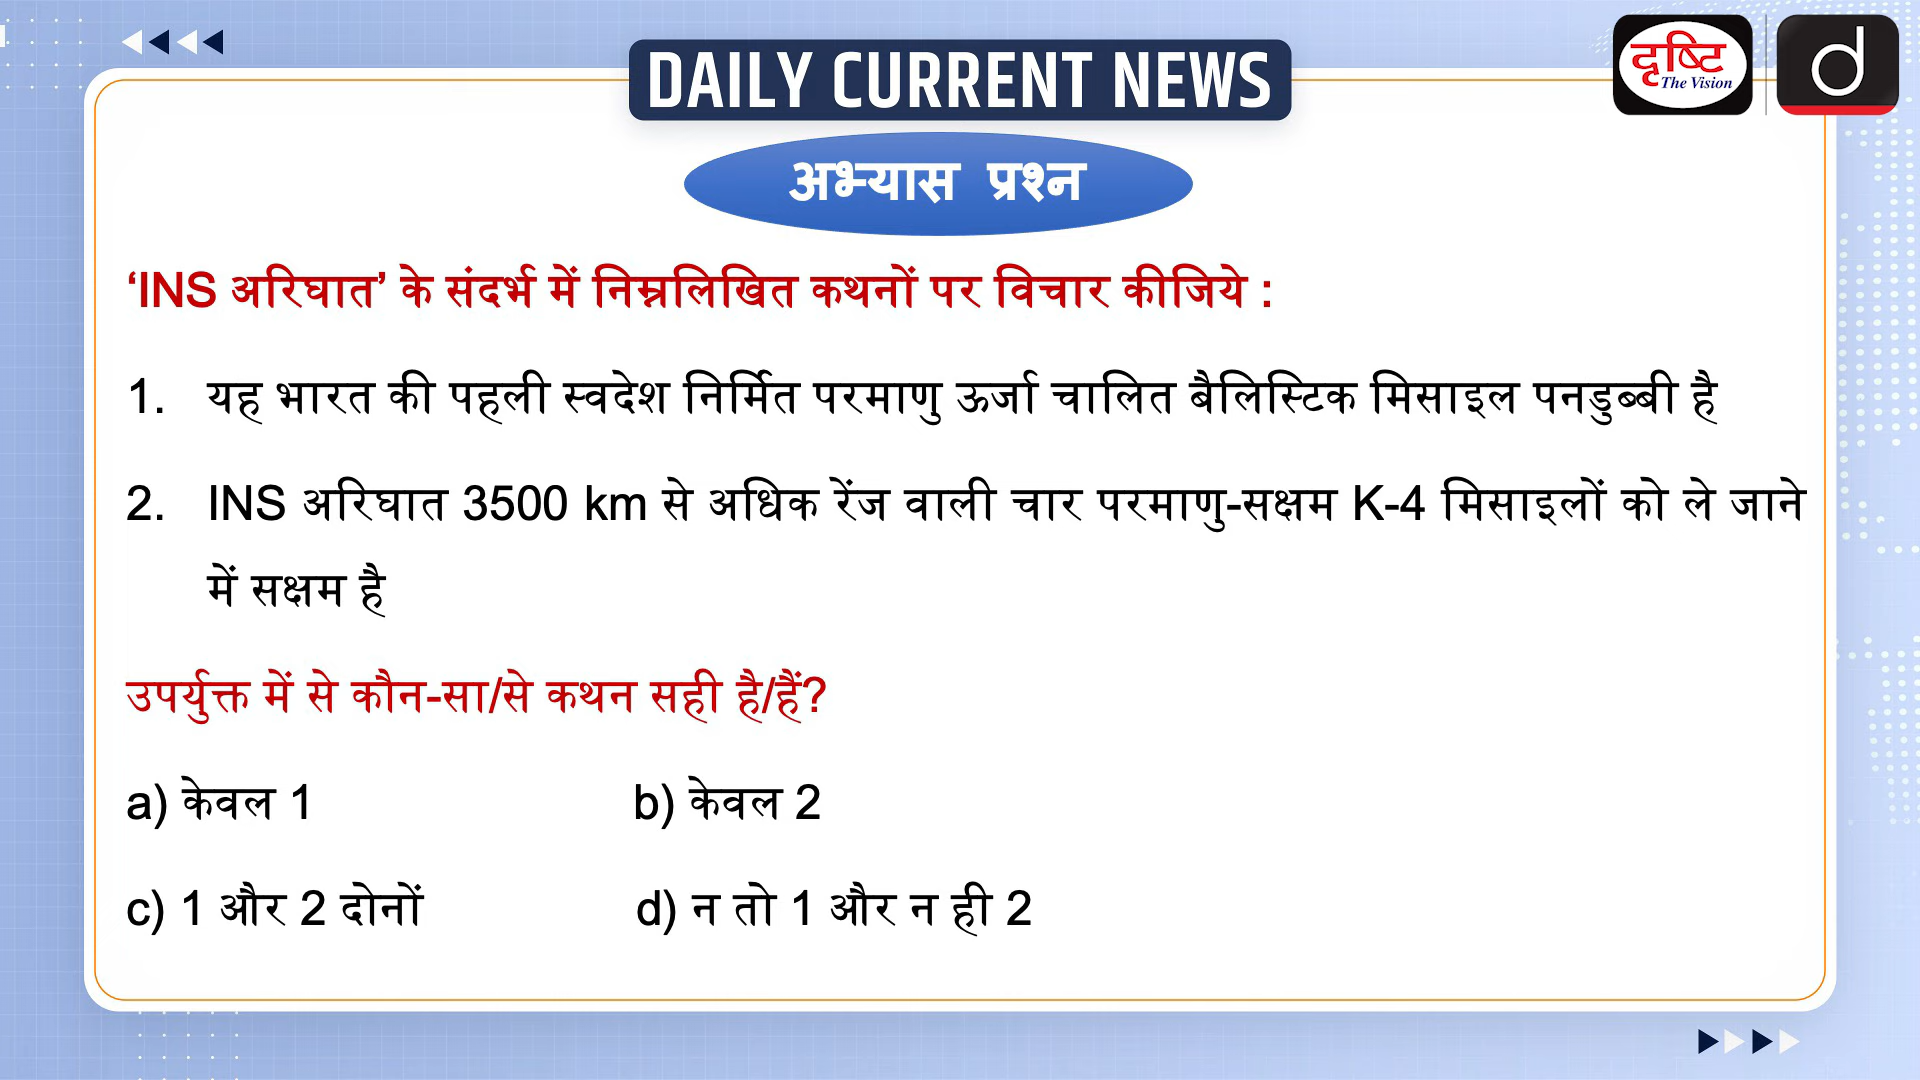 DAILY CURRENT NEWS
दृष्टि
The Vision
d
अभ्यास प्रश्न
‘INS अरिघात’ के संदर्भ में निम्नलिखित कथनों पर विचार कीजिये :
1. यह भारत की पहली स्वदेश निर्मित परमाणु ऊर्जा चालित बैलिस्टिक मिसाइल पनडुब्बी है
2. INS अरिघात 3500 km से अधिक रेंज वाली चार परमाणु-सक्षम K-4 मिसाइलों को ले जाने
में सक्षम है
उपर्युक्त में से कौन-सा/से कथन सही है/हैं?
a) केवल 1 b) केवल 2
c) 1 और 2 दोनों d) न तो 1 और न ही 2